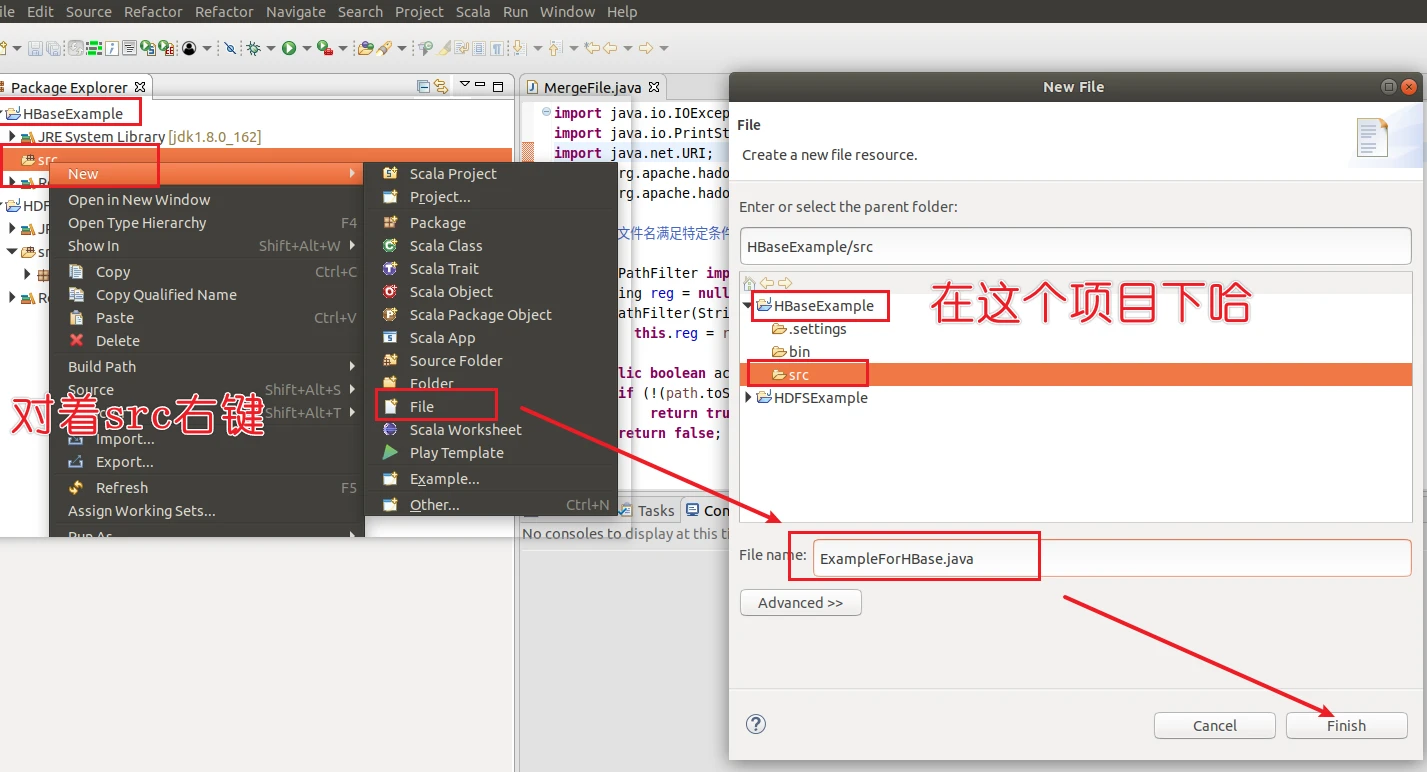 ile Edit Source Refactor Refactor Navigate Search Project Scala Run Window Help
Package Explorer
HBaseExample
JRE System Library [jdk1.8.0_162]
src
HDF
New
Open in New Window
Open Type Hierarchy F4
Show In Shift+Alt+W
Copy Ctrl+C
Copy Qualified Name
Paste Ctrl+V
Delete
Build Path
Source Shift+Alt+S
Shift+Alt+T
对着src右键
Import...
Export...
Refresh F5
Assign Working Sets...
Run As
Scala Project
Project...
Package
Scala Class
Scala Trait
Scala Object
Scala Package Object
Scala App
Source Folder
Folder
File
Scala Worksheet
Play Template
Example...
Other... Ctrl+N
MergeFile.java
import java.io.IOExcep
import java.io.PrintSt
import java.net.URI;
rg.apache.hado
rg.apache.hado
文件名满足特定条件
PathFilter imp
ing reg = null
athFilter(Stri
this.reg = r
lic boolean ac
if (!(path.toS
return tru
return false;
Tasks Con
No consoles to display at this ti
New File
File
Create a new file resource.
Enter or select the parent folder:
HBaseExample/src
HBaseExample
.settings
bin
src
HDFSExample
在这个项目下哈
File name: ExampleForHBase.java
Advanced >>
Cancel Finish